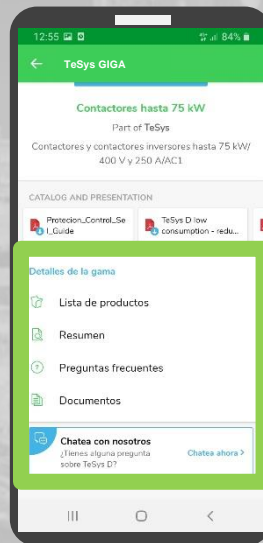 12:55 84%
TeSys GIGA
Contactores hasta 75 kW
Part of TeSys
Contactores y contactores inversores hasta 75 kW/
400 V y 250 A/AC1
CATALOG AND PRESENTATION
Protecion_Control_Se
l_Guide
TeSys D low
consumption - redu...
Detalles de la gama
Lista de productos
Resumen
Preguntas frecuentes
Documentos
Chatea con nosotros
¿Tienes alguna pregunta
sobre TeSys D?
Chatea ahora >